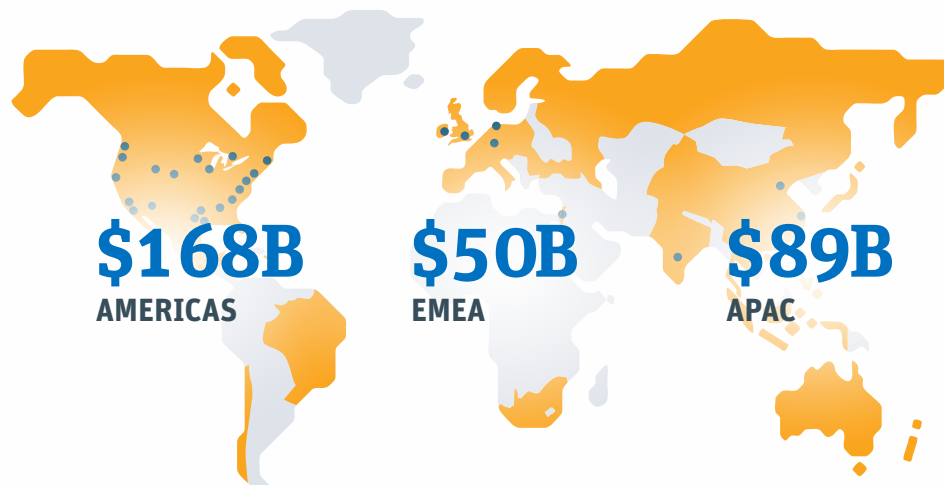 $168B
AMERICAS
$50B
EMEA
$89B
APAC